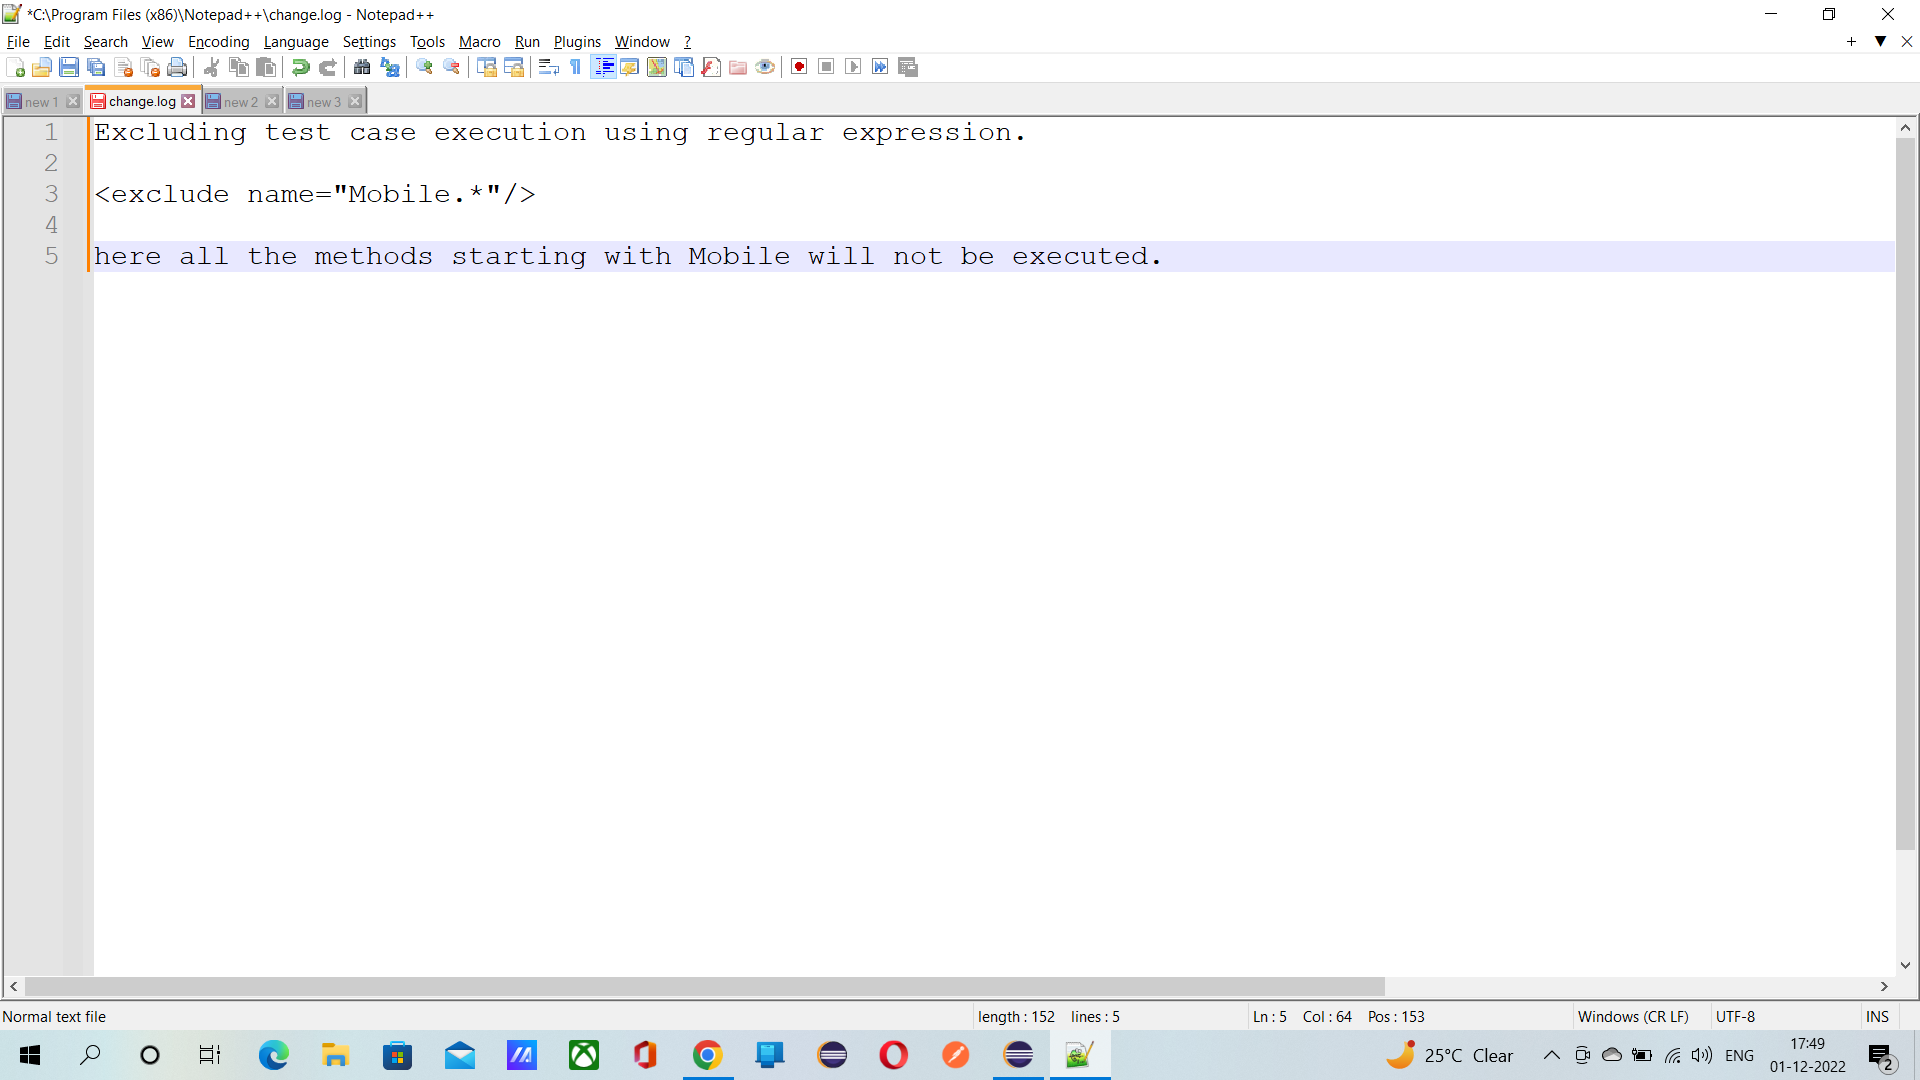 *C:\Program Files (x86)\Notepad++\change.log - Notepad++
File Edit Search View Encoding Language Settings Tools Macro Run Plugins Window ?
new 1 change.log new 2 new 3
1 Excluding test case execution using regular expression.
2
3 <exclude name="Mobile.*"/>
4
5 here all the methods starting with Mobile will not be executed.
Normal text file length : 152 lines : 5 Ln : 5 Col : 64 Pos : 153 Windows (CR LF) UTF-8 INS
25°C Clear ENG 17:49
01-12-2022 2